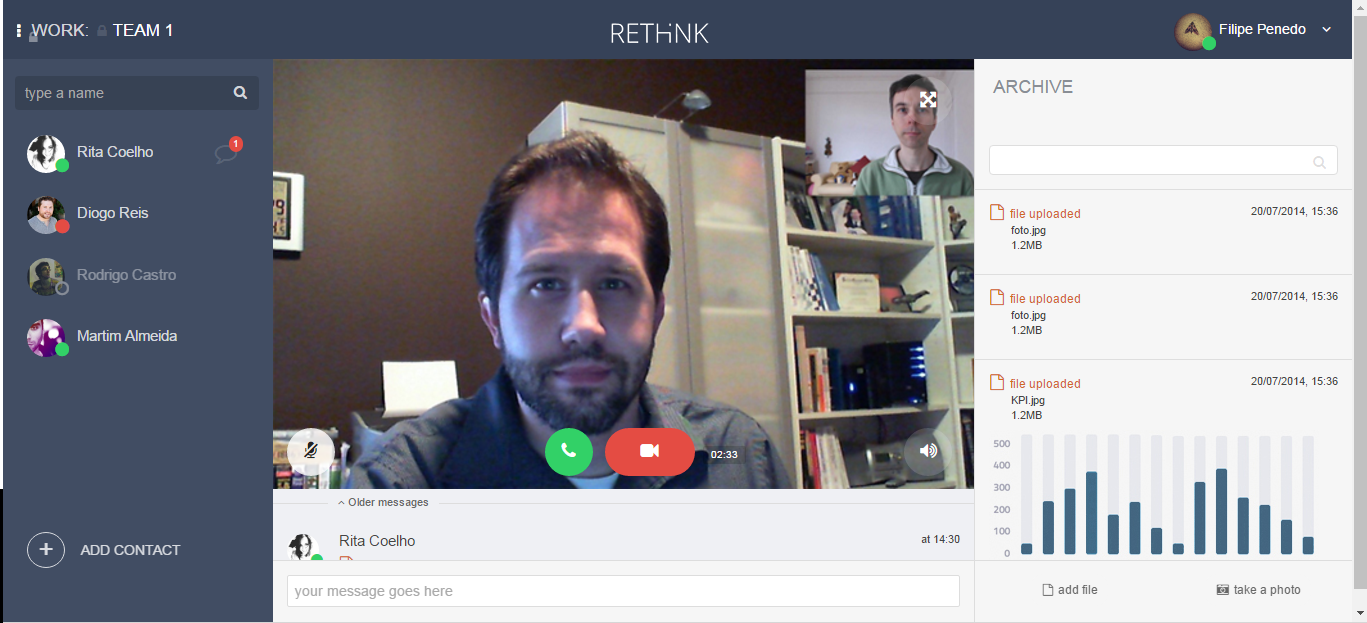 WORK: TEAM 1
RETHiNK
Filipe Penedo
type a name
Rita Coelho
1
Diogo Reis
Rodrigo Castro
Martim Almeida
ADD CONTACT
02:33
Older messages
Rita Coelho
at 14:30
your message goes here
ARCHIVE
file uploaded
20/07/2014, 15:36
foto.jpg
1.2MB
file uploaded
20/07/2014, 15:36
foto.jpg
1.2MB
file uploaded
20/07/2014, 15:36
KPI.jpg
1.2MB
500
400
300
200
100
0
add file
take a photo